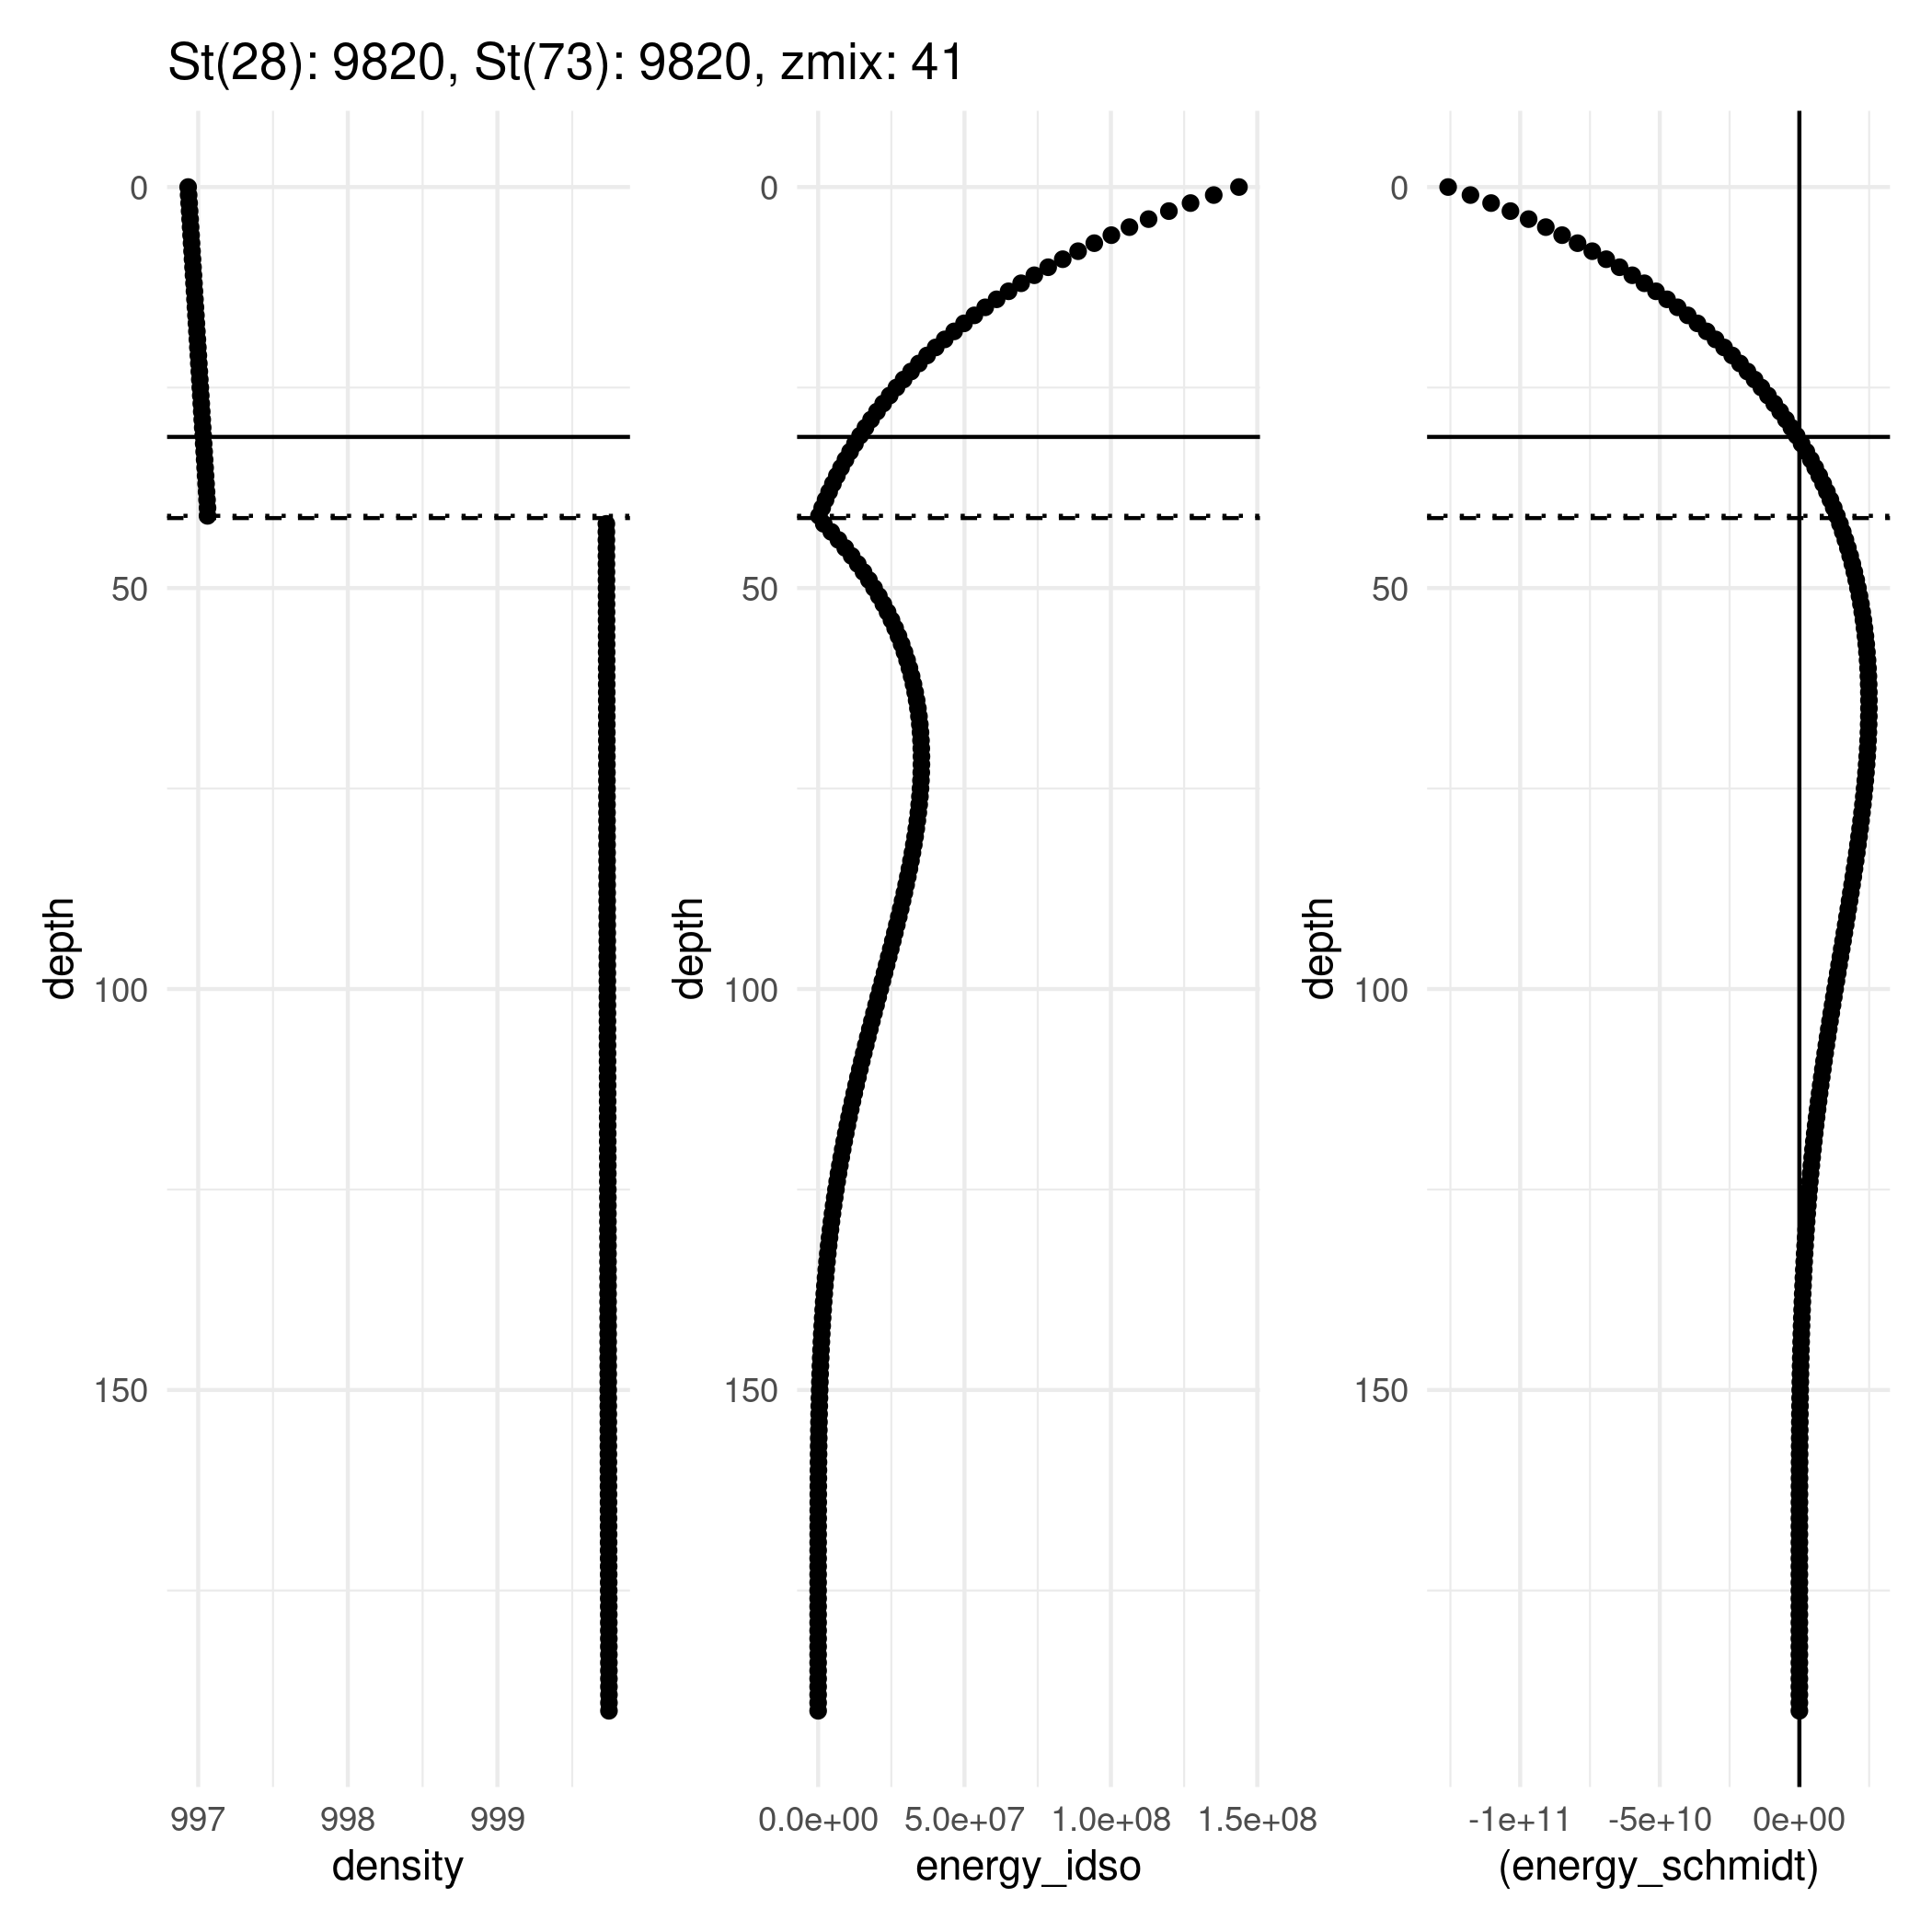 St(28): 9820, St(73): 9820, zmix: 41
0
50
100
150
depth
997 998 999
density
0
50
100
150
depth
0.0e+00 5.0e+07 1.0e+08 1.5e+08
energy_idso
0
50
100
150
depth
-1e+11 -5e+10 0e+00
(energy_schmidt)